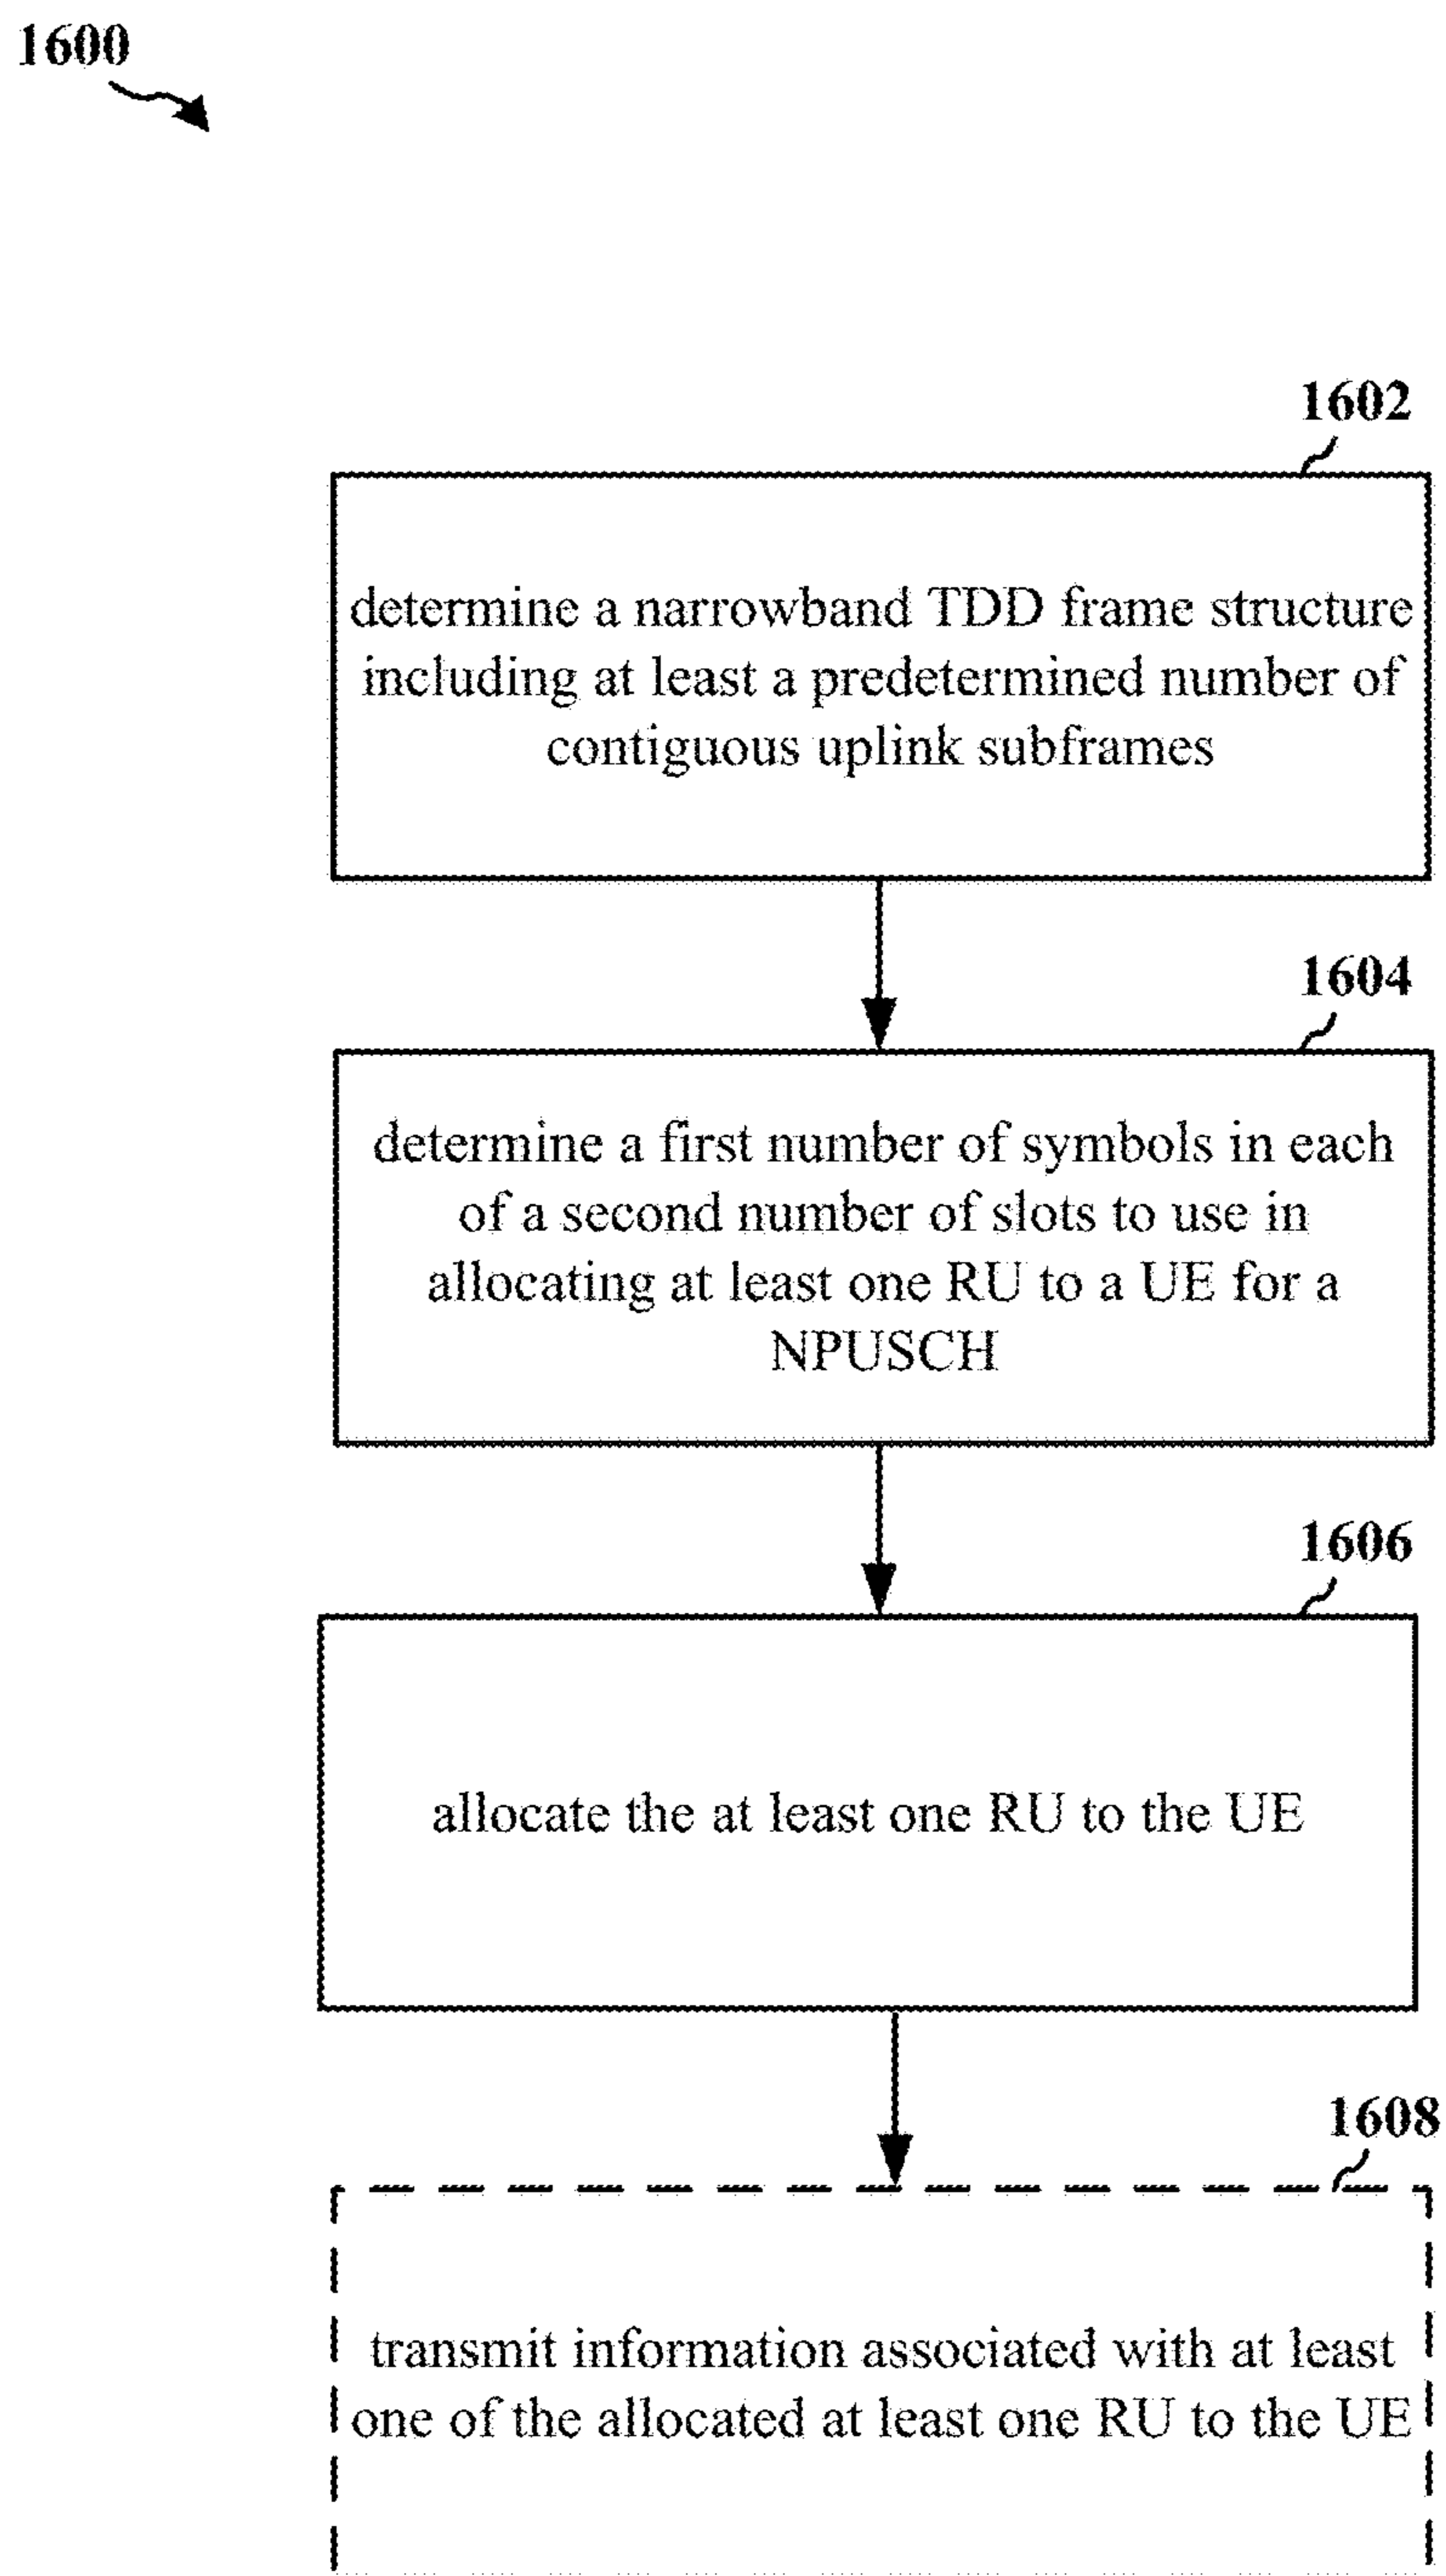 1600
1602
determine a narrowband TDD frame structure
including at least a predetermined number of
contiguous uplink subframes
1604
determine a first number of symbols in each
of a second number of slots to use in
allocating at least one RU to a UE for a
NPUSCH
1606
allocate the at least one RU to the UE
1608
transmit information associated with at least
one of the allocated at least one RU to the UE